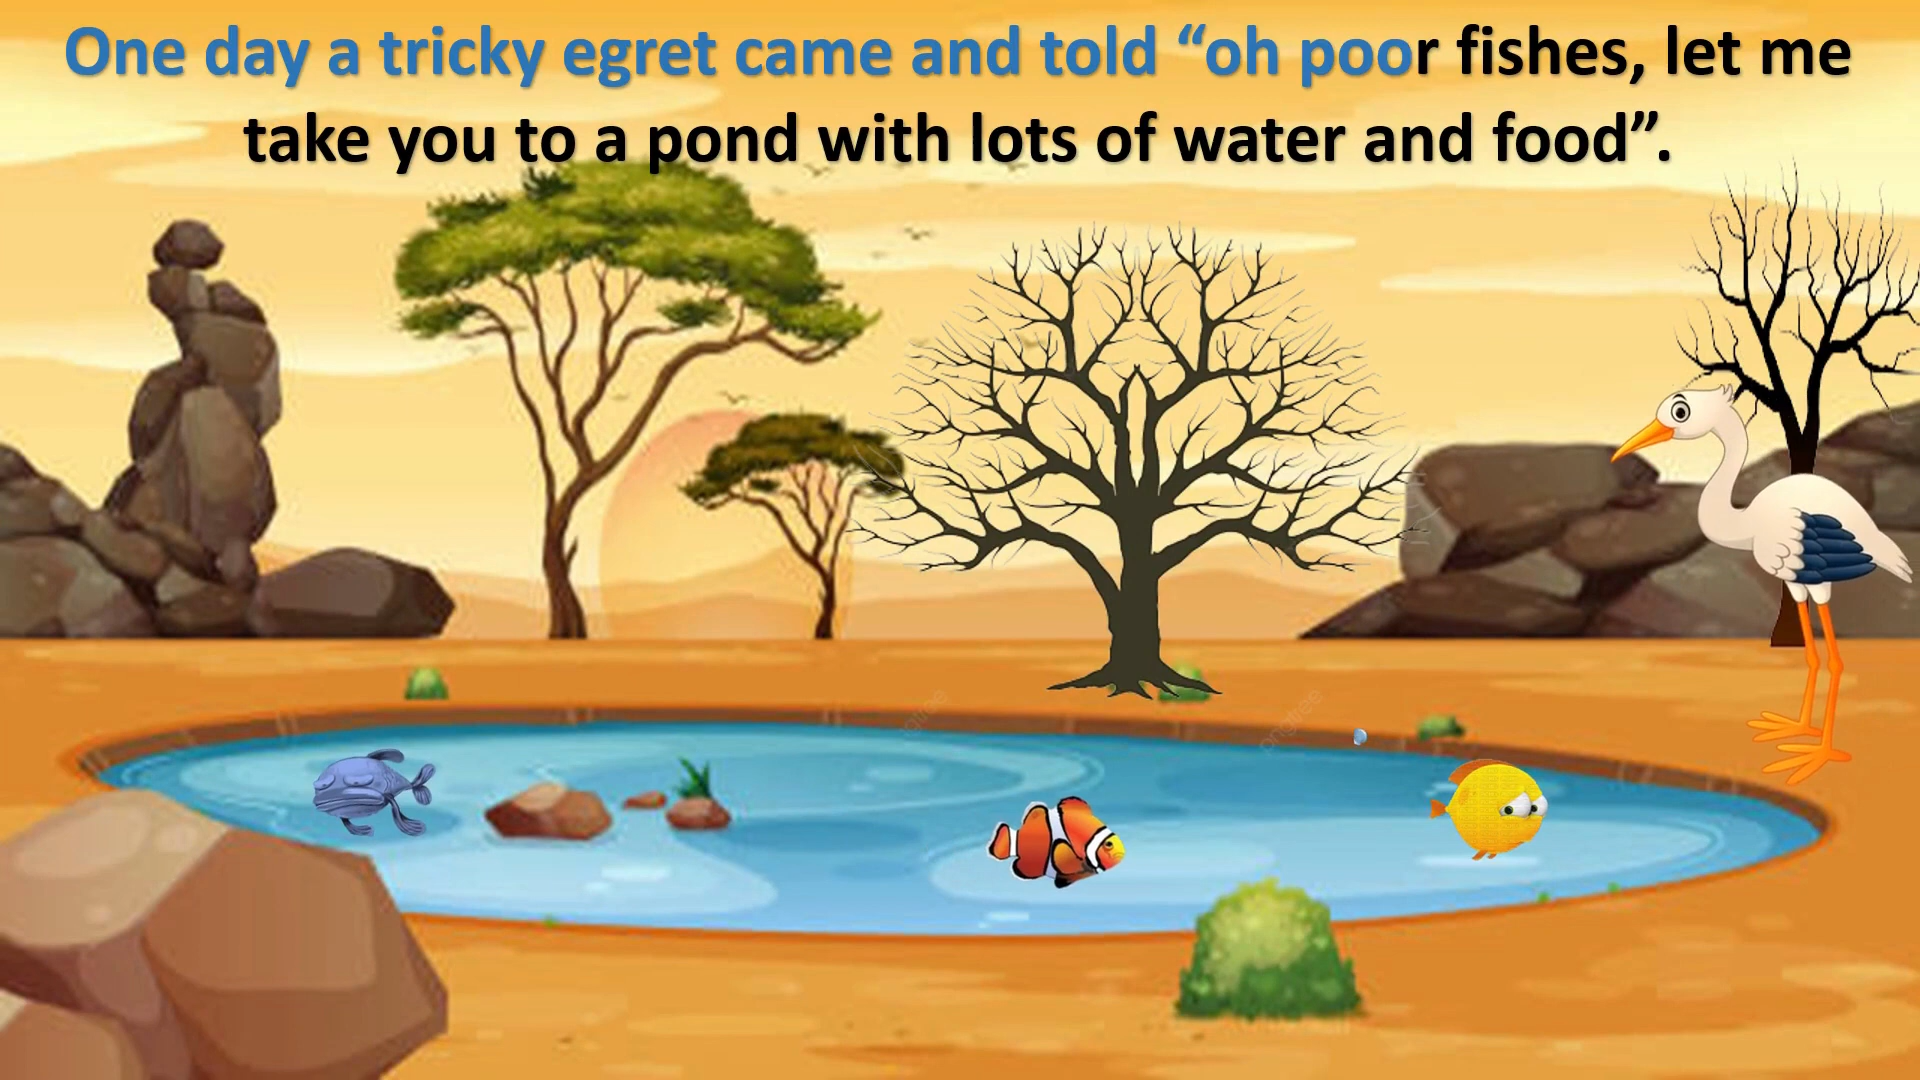 One day a tricky egret came and told “oh poor fishes, let me
take you to a pond with lots of water and food”.